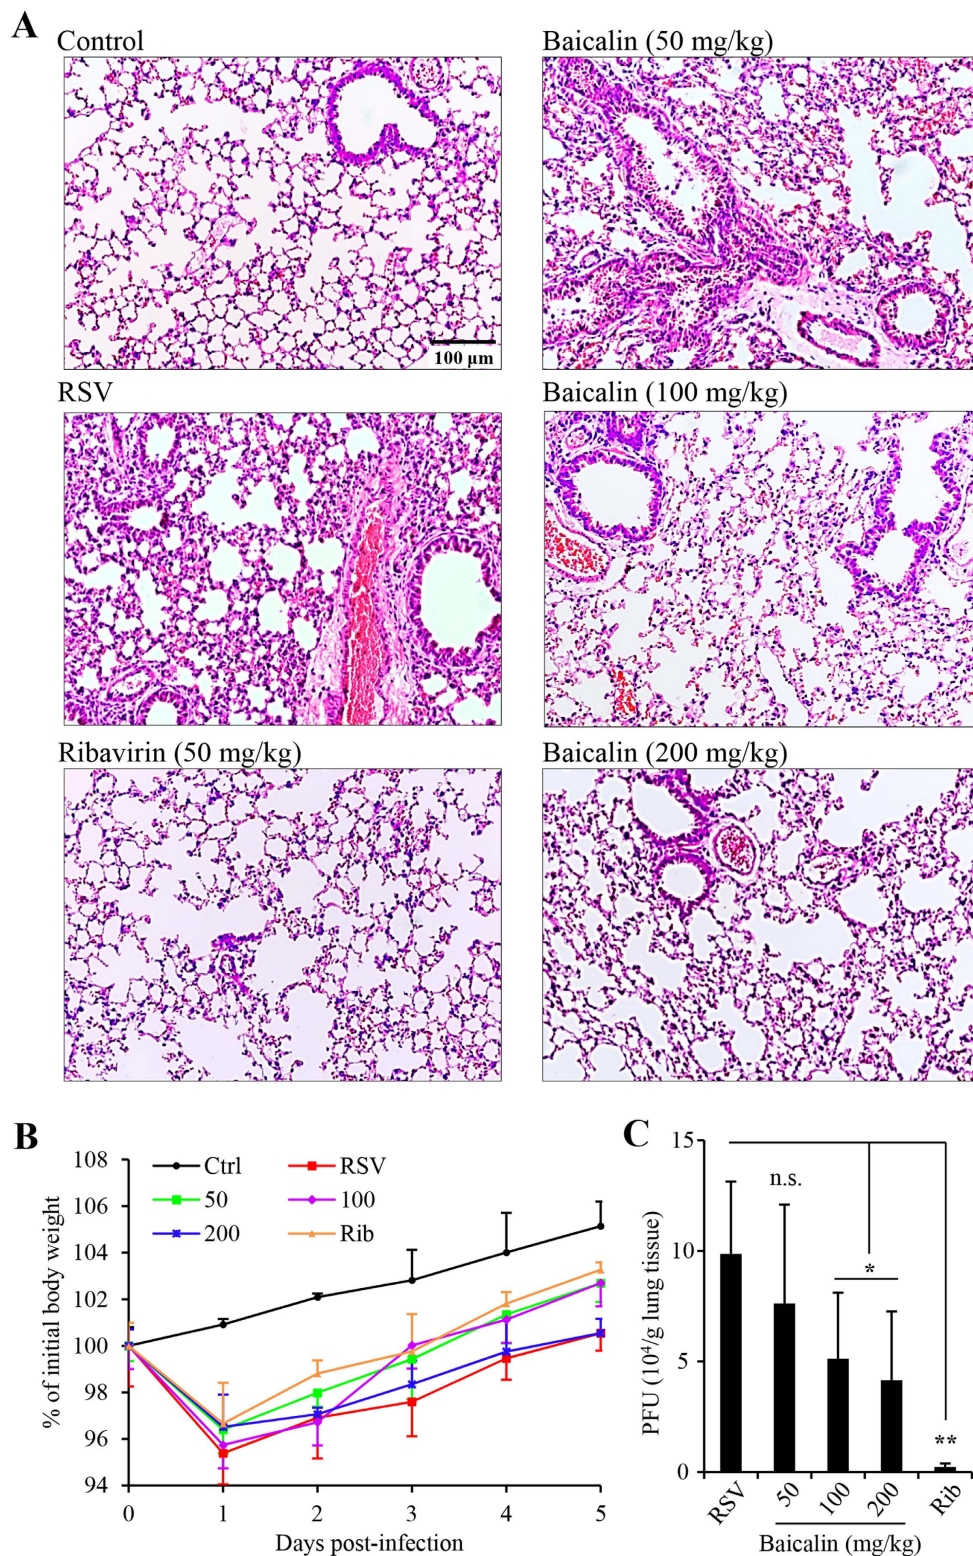 A
Control
Baicalin (50 mg/kg)
100 µm
RSV
Baicalin (100 mg/kg)
Ribavirin (50 mg/kg)
Baicalin (200 mg/kg)
B
108
106
104
102
100
98
96
94
% of initial body weight
Ctrl
RSV
50
100
200
Rib
0
1
2
3
4
5
Days post-infection
C
15
10
5
0
PFU (10⁴/g lung tissue)
n.s.
*
**
RSV
50
100
200
Rib
Baicalin (mg/kg)